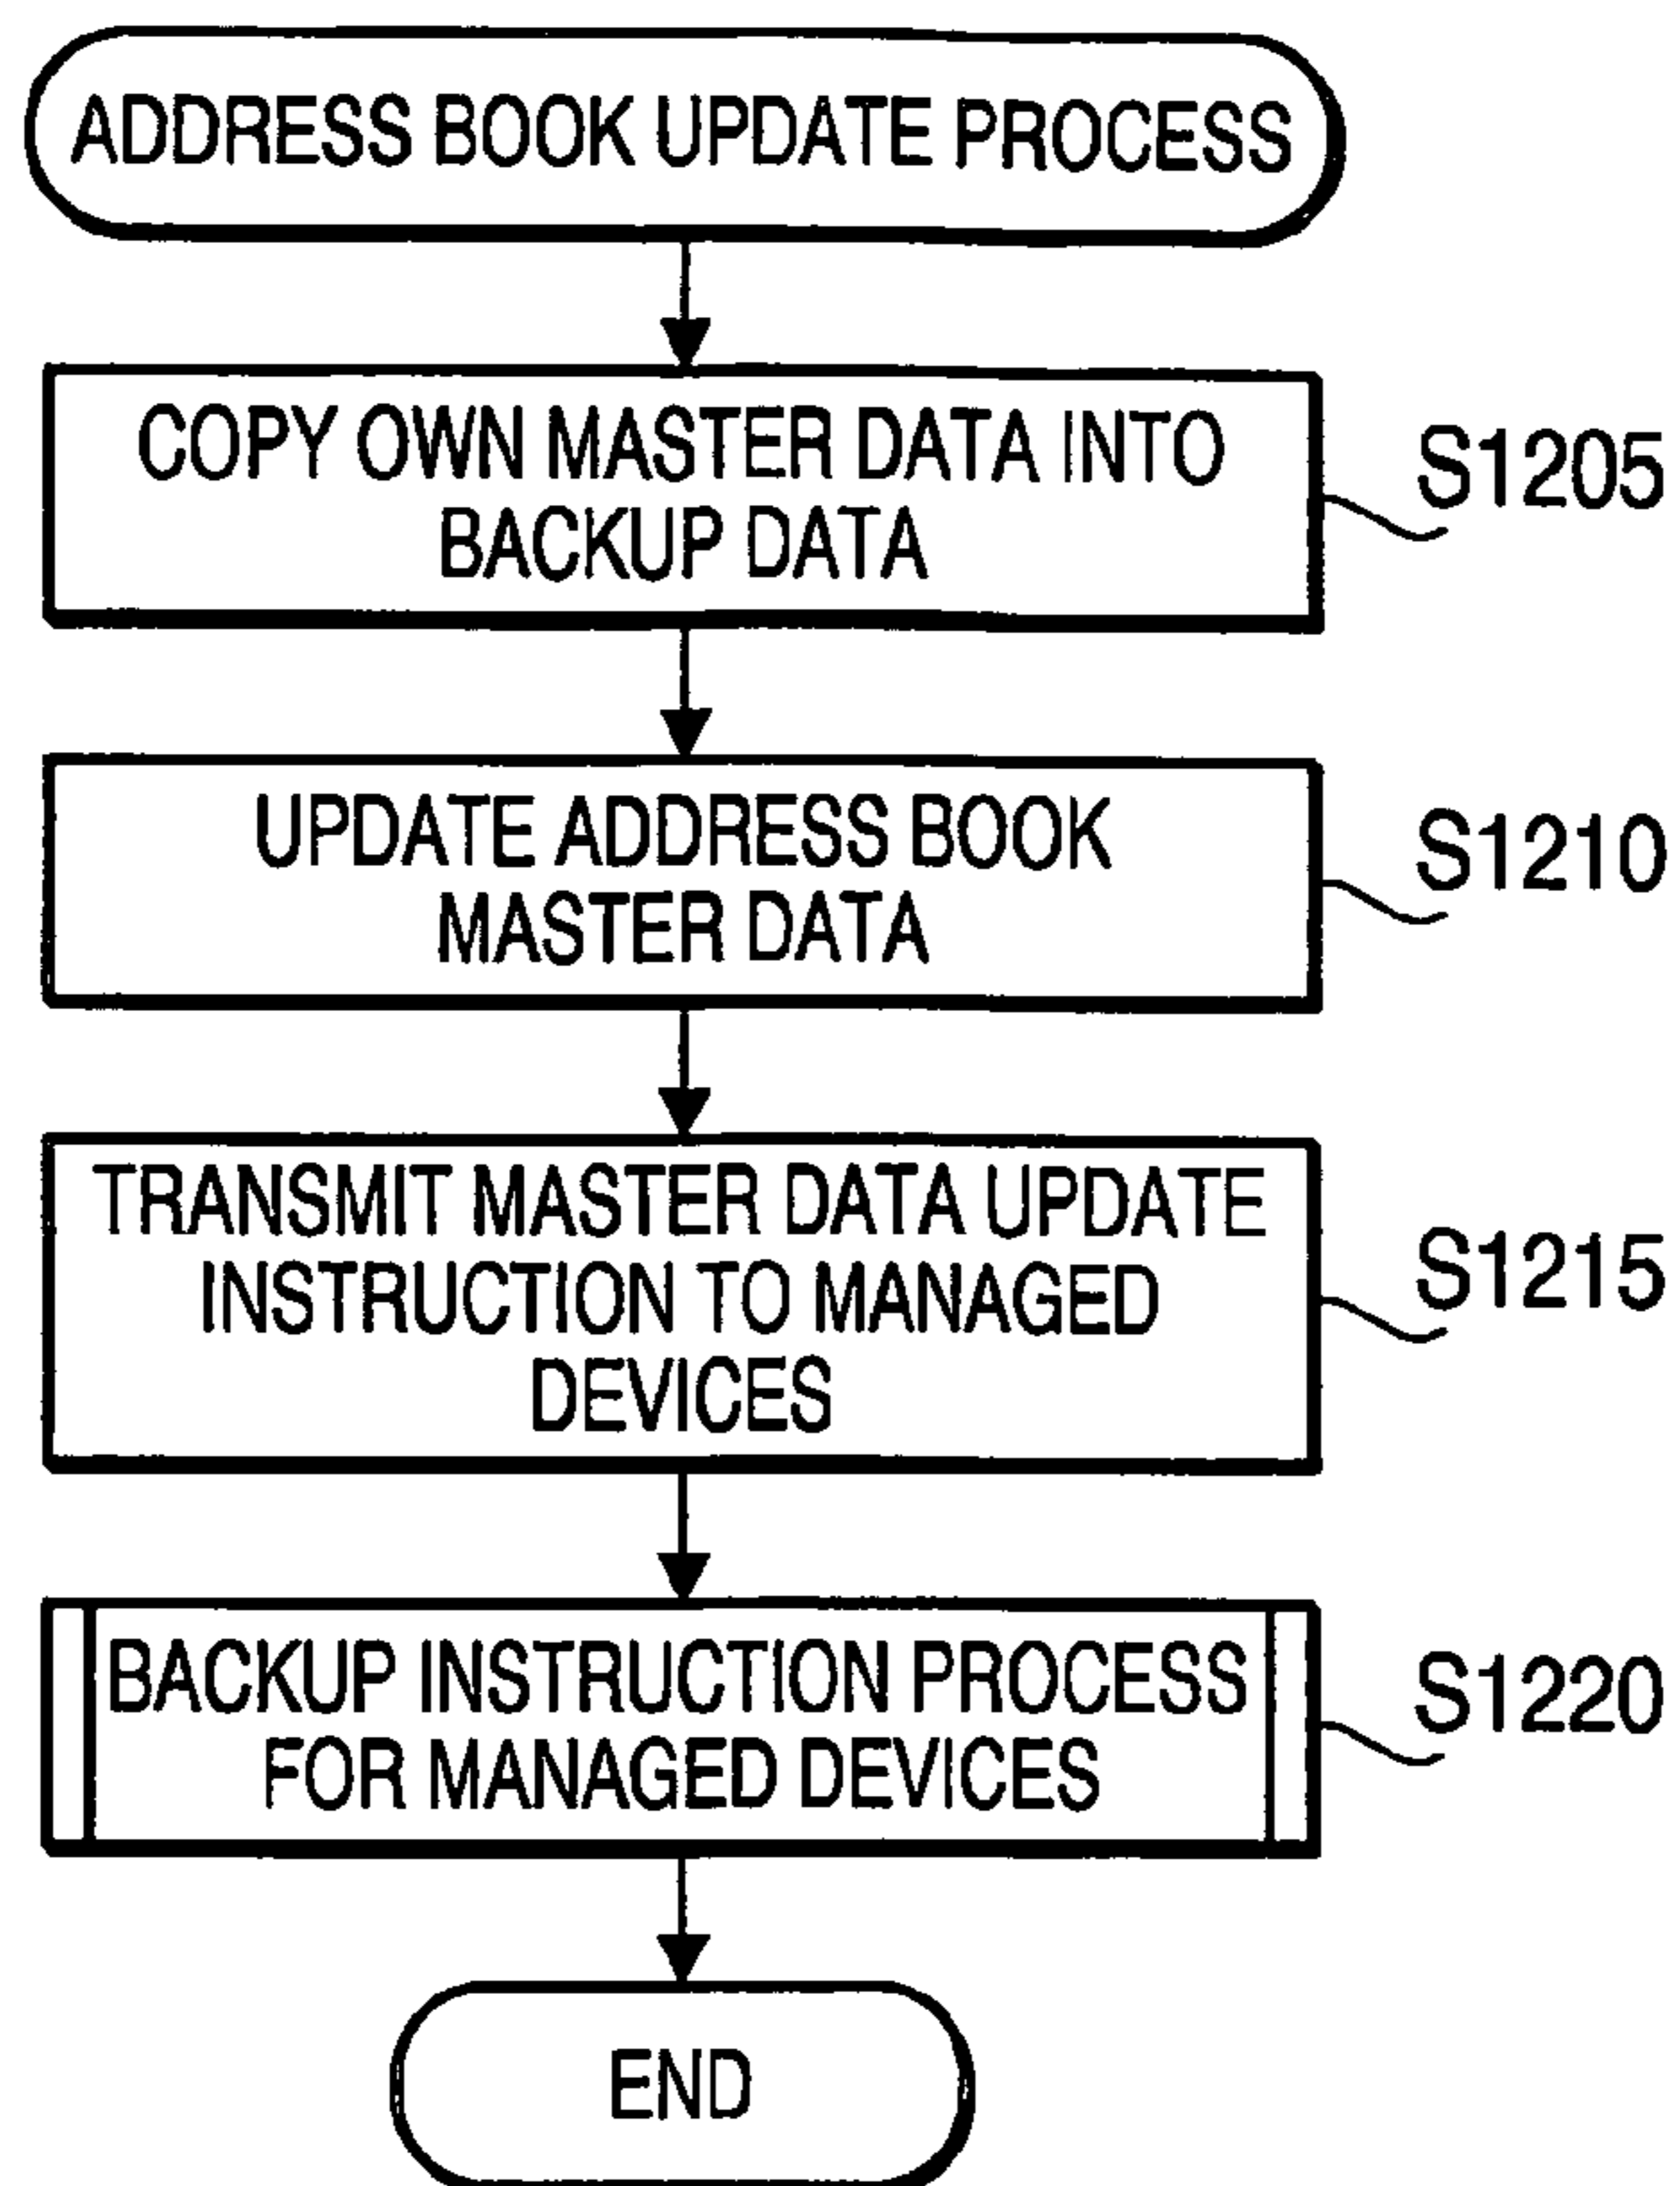 ADDRESS BOOK UPDATE PROCESS
COPY OWN MASTER DATA INTO
BACKUP DATA
S1205
UPDATE ADDRESS BOOK
MASTER DATA
S1210
TRANSMIT MASTER DATA UPDATE
INSTRUCTION TO MANAGED
DEVICES
S1215
BACKUP INSTRUCTION PROCESS
FOR MANAGED DEVICES
S1220
END